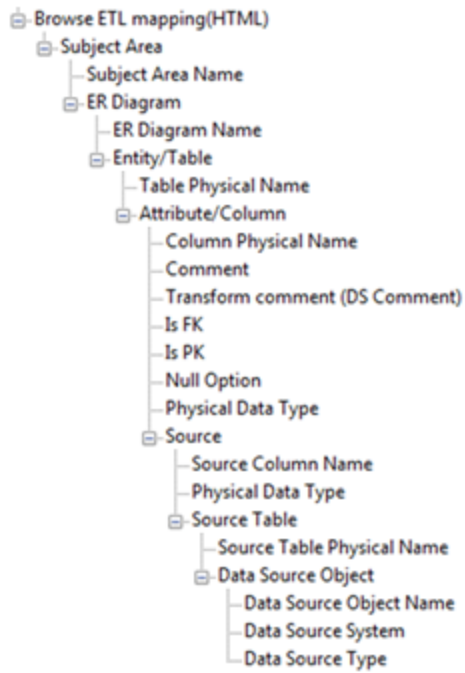 Browse ETL mapping(HTML)
Subject Area
Subject Area Name
ER Diagram
ER Diagram Name
Entity/Table
Table Physical Name
Attribute/Column
Column Physical Name
Comment
Transform comment (DS Comment)
Is FK
Is PK
Null Option
Physical Data Type
Source
Source Column Name
Physical Data Type
Source Table
Source Table Physical Name
Data Source Object
Data Source Object Name
Data Source System
Data Source Type